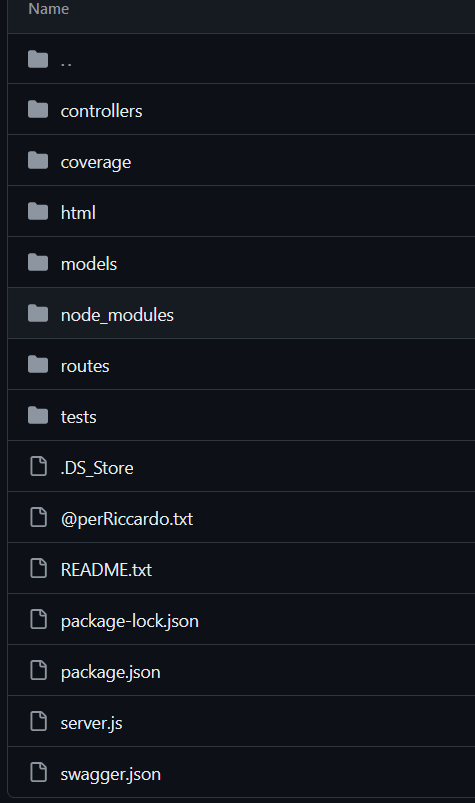 Name
..
controllers
coverage
html
models
node_modules
routes
tests
.DS_Store
@perRiccardo.txt
README.txt
package-lock.json
package.json
server.js
swagger.json